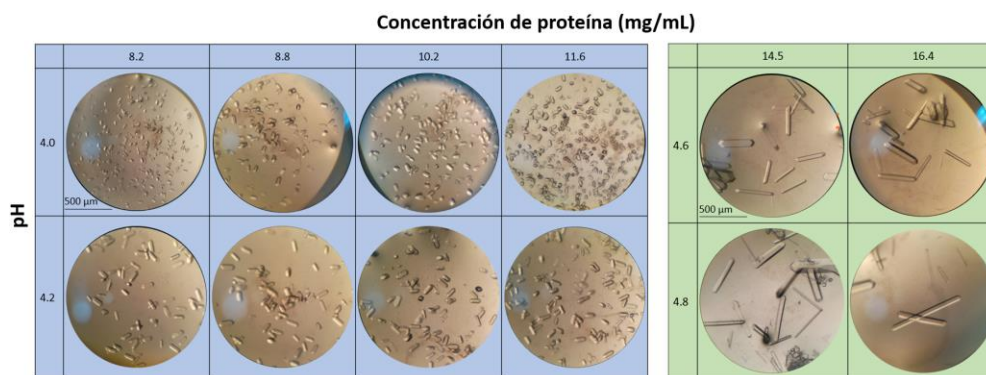 Concentración de proteína (mg/mL)
8.2 8.8 10.2 11.6 14.5 16.4
4.0 4.6
500 µm 500 µm
pH
4.2 4.8